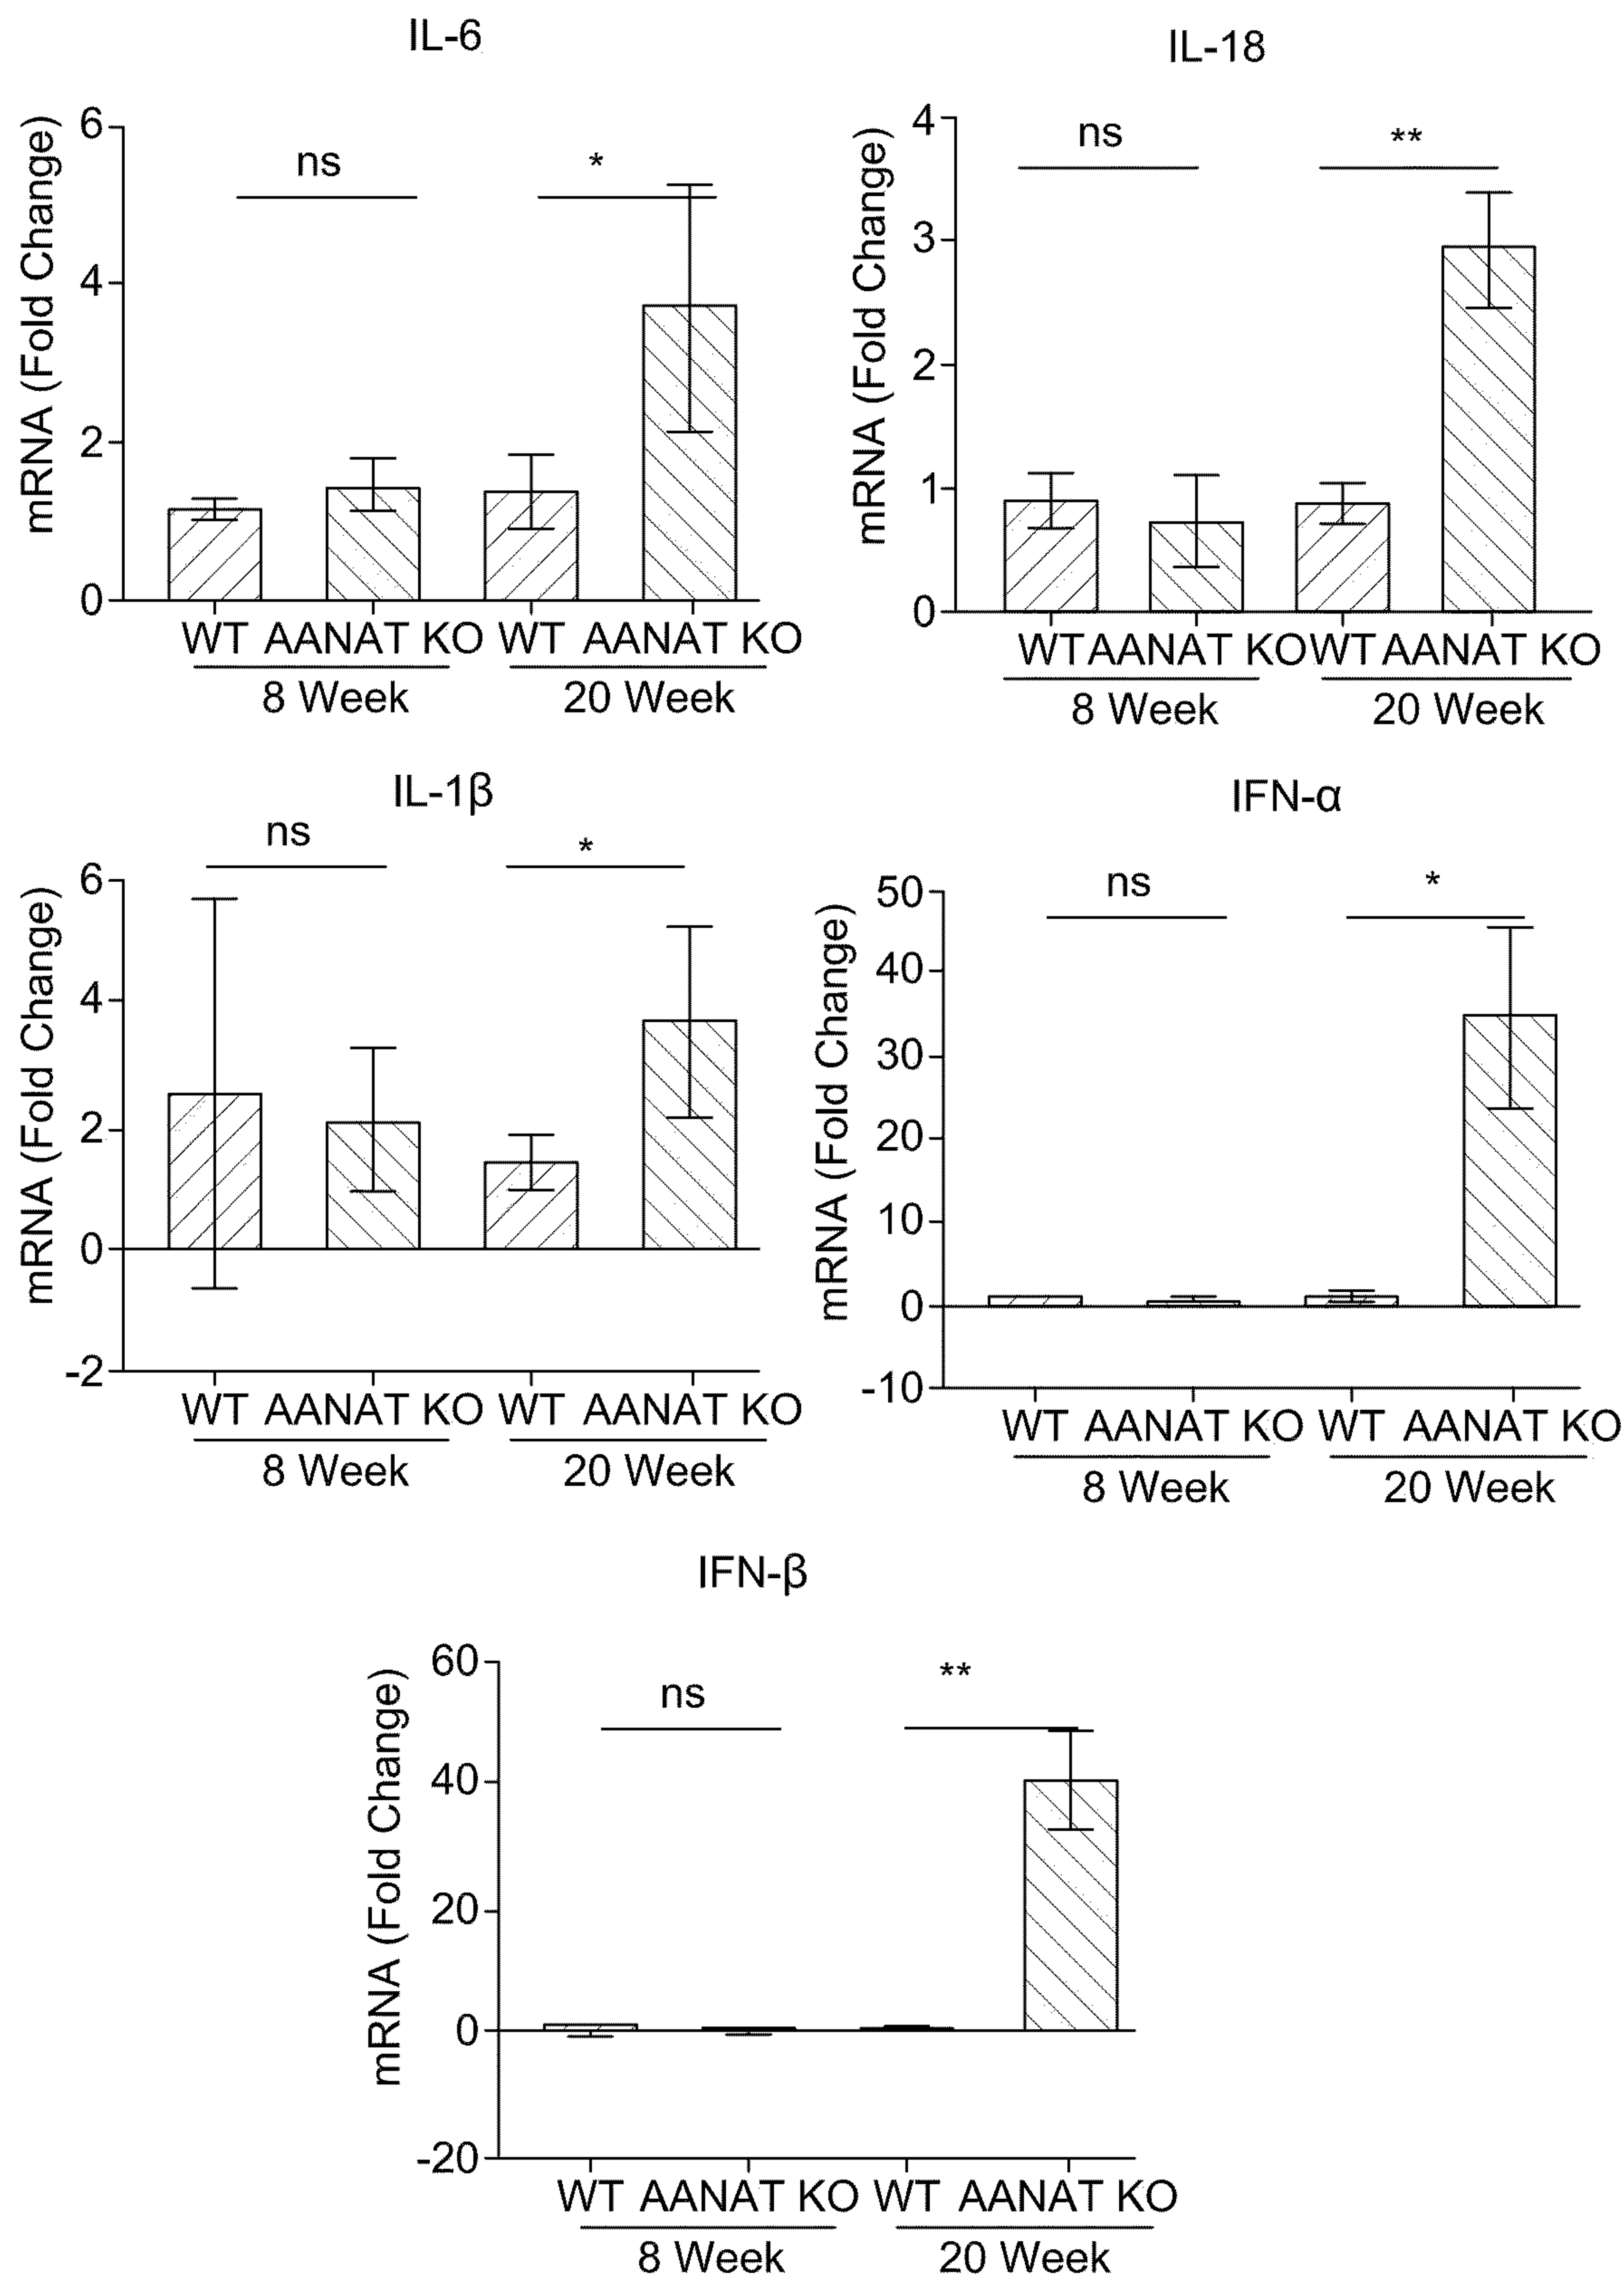 IL-6
mRNA (Fold Change)
6
4
2
0
ns
*
WT AANAT KO WT AANAT KO
8 Week 20 Week
IL-18
mRNA (Fold Change)
4
3
2
1
0
ns
**
WT AANAT KO WT AANAT KO
8 Week 20 Week
IL-1β
mRNA (Fold Change)
6
4
2
0
-2
ns
*
WT AANAT KO WT AANAT KO
8 Week 20 Week
IFN-α
mRNA (Fold Change)
50
40
30
20
10
0
-10
ns
*
WT AANAT KO WT AANAT KO
8 Week 20 Week
IFN-β
mRNA (Fold Change)
60
40
20
0
-20
ns
**
WT AANAT KO WT AANAT KO
8 Week 20 Week